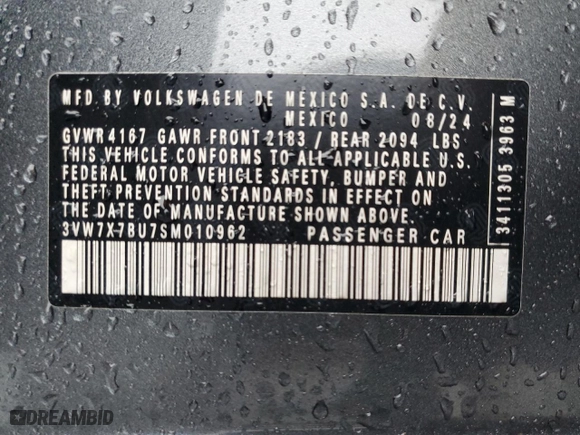 MFD. BY VOLKSWAGEN DE MEXICO S.A. DE C.V.
MEXICO 08/24
GVWR 4167 GAWR FRONT 2183 / REAR 2094 LBS
THIS VEHICLE CONFORMS TO ALL APPLICABLE U.S.
FEDERAL MOTOR VEHICLE SAFETY, BUMPER AND
THEFT PREVENTION STANDARDS IN EFFECT ON THE
DATE OF MANUFACTURE SHOWN ABOVE.
3VW7X7BU7SM010962 PASSENGER CAR
3411305 9963 M
DREAMBID